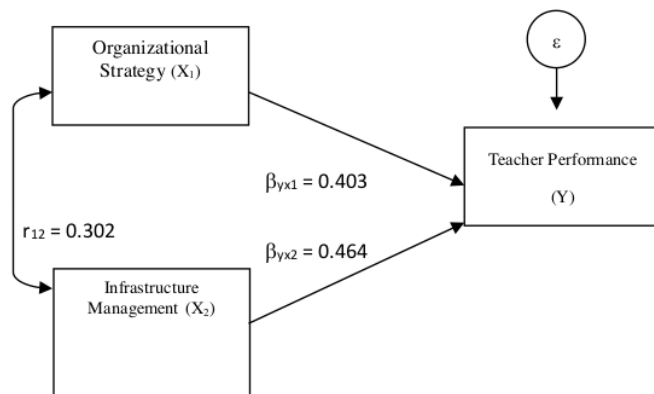 Organizational
Strategy (X₁)
ε
Teacher Performance
(Y)
βyx1 = 0.403
r₁₂ = 0.302
βyx2 = 0.464
Infrastructure
Management (X₂)